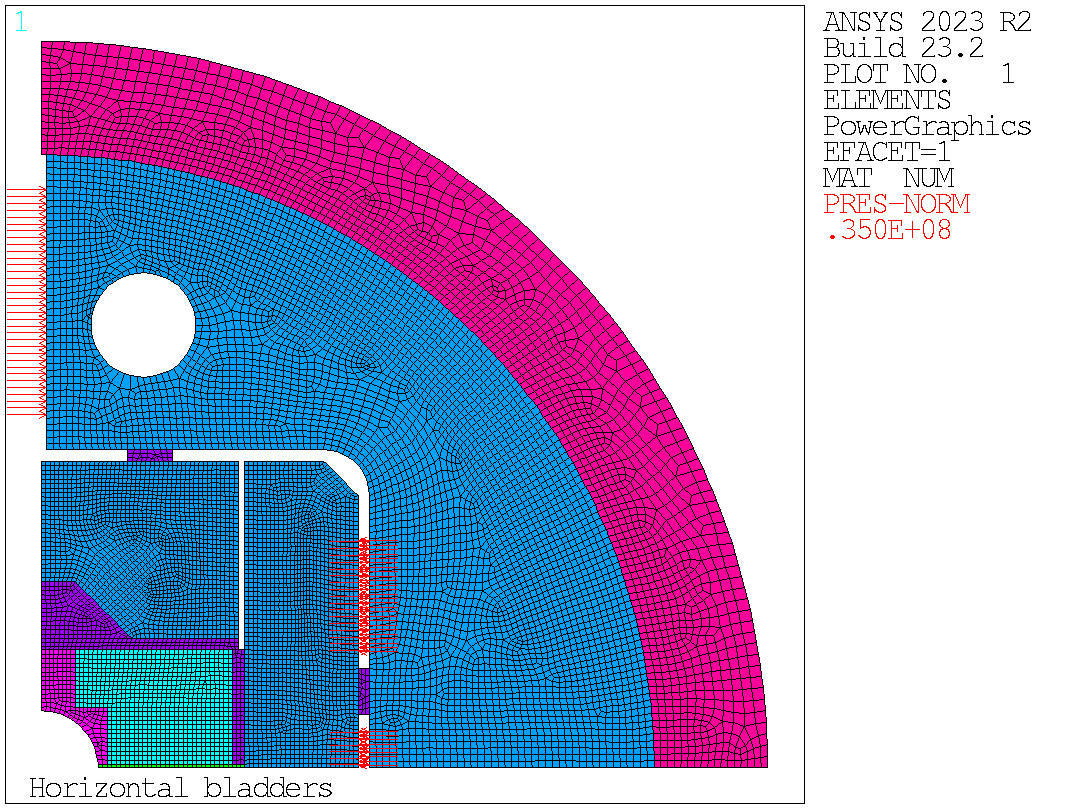 1
ANSYS 2023 R2
Build 23.2
PLOT NO.   1
ELEMENTS
PowerGraphics
EFACET=1
MAT  NUM
PRES-NORM
.350E+08
Horizontal bladders